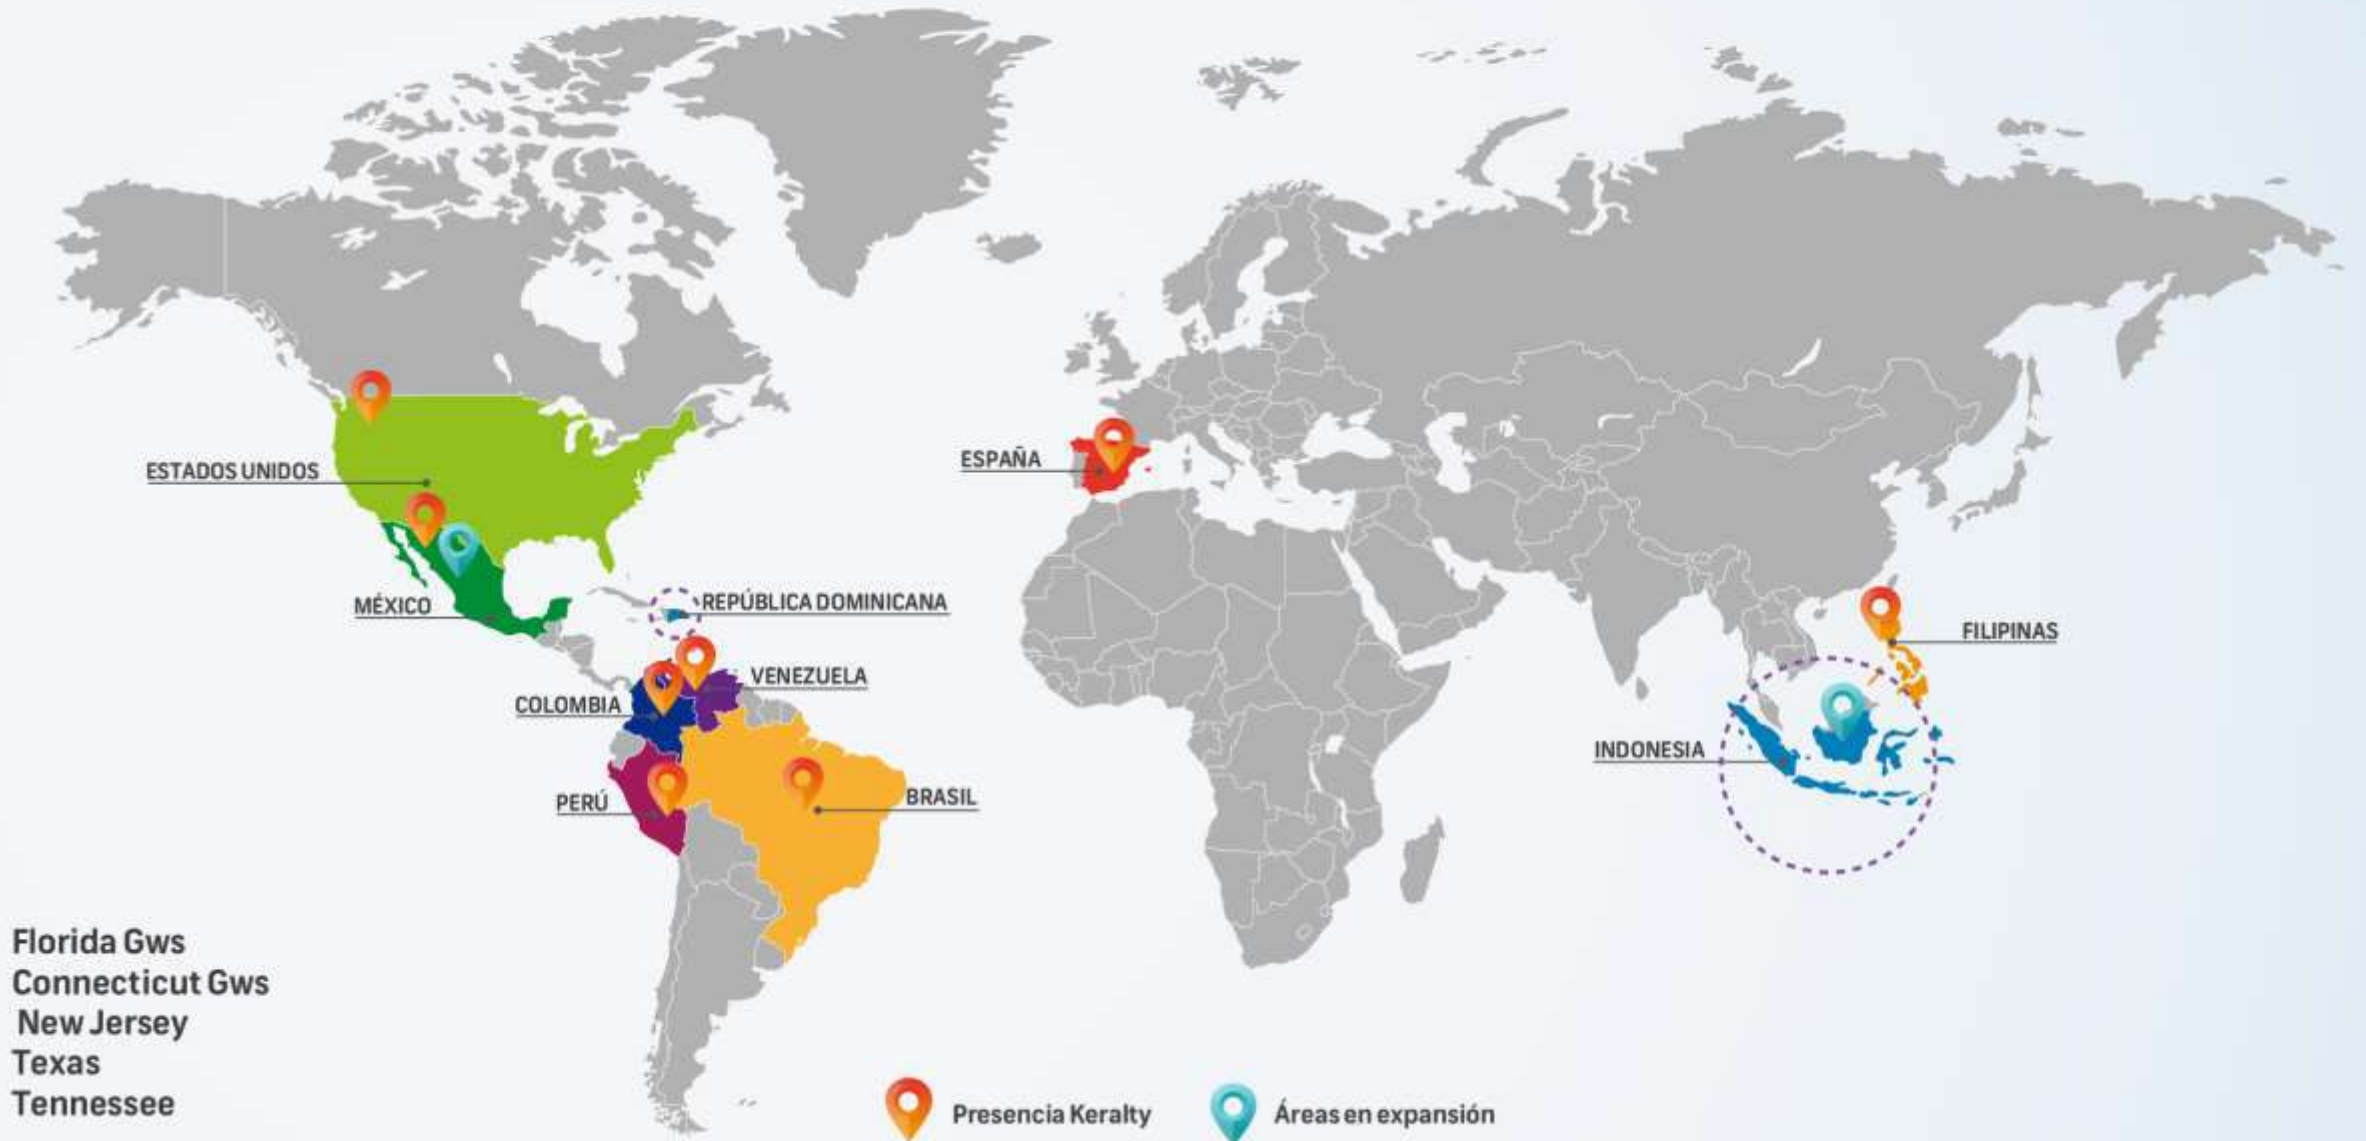 ESTADOS UNIDOS
ESPAÑA
MÉXICO
REPÚBLICA DOMINICANA
FILIPINAS
VENEZUELA
COLOMBIA
INDONESIA
PERÚ
BRASIL
Florida Gws
Connecticut Gws
New Jersey
Texas
Tennessee
Presencia Keralty
Áreas en expansión